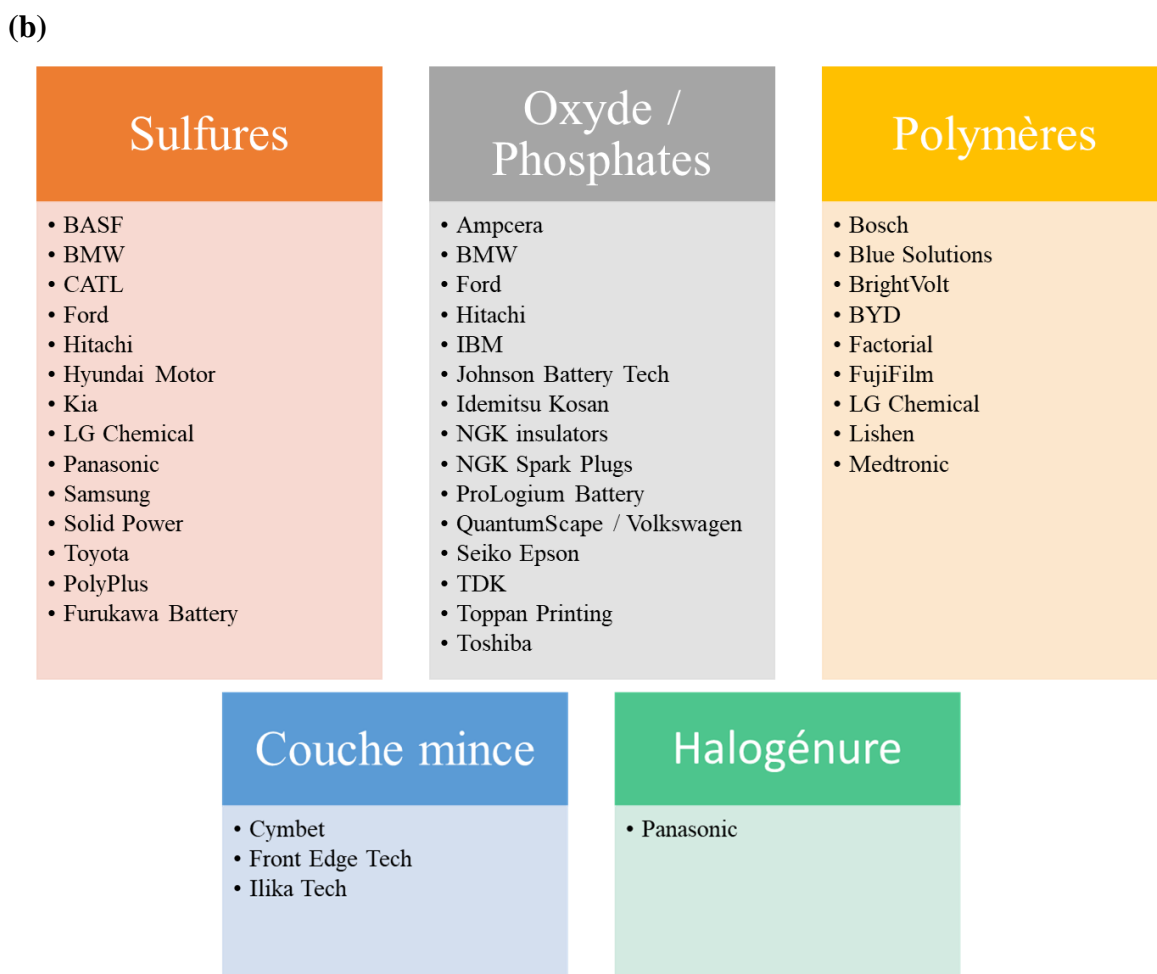 (b)
Sulfures
• BASF
• BMW
• CATL
• Ford
• Hitachi
• Hyundai Motor
• Kia
• LG Chemical
• Panasonic
• Samsung
• Solid Power
• Toyota
• PolyPlus
• Furukawa Battery
Oxyde /
Phosphates
• Ampcera
• BMW
• Ford
• Hitachi
• IBM
• Johnson Battery Tech
• Idemitsu Kosan
• NGK insulators
• NGK Spark Plugs
• ProLogium Battery
• QuantumScape / Volkswagen
• Seiko Epson
• TDK
• Toppan Printing
• Toshiba
Polymères
• Bosch
• Blue Solutions
• BrightVolt
• BYD
• Factorial
• FujiFilm
• LG Chemical
• Lishen
• Medtronic
Couche mince
• Cymbet
• Front Edge Tech
• Ilika Tech
Halogénure
• Panasonic